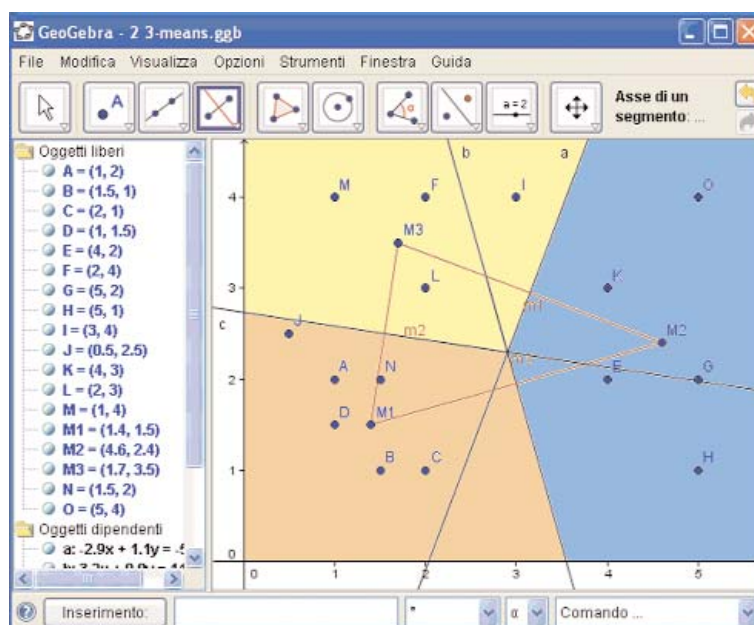 GeoGebra - 2 3-means.ggb
File Modifica Visualizza Opzioni Strumenti Finestra Guida
A
α
a=2
Asse di un
segmento: ...
Oggetti liberi
A = (1, 2)
B = (1.5, 1)
C = (2, 1)
D = (1, 1.5)
E = (4, 2)
F = (2, 4)
G = (5, 2)
H = (5, 1)
I = (3, 4)
J = (0.5, 2.5)
K = (4, 3)
L = (2, 3)
M = (1, 4)
M1 = (1.4, 1.5)
M2 = (4.6, 2.4)
M3 = (1.7, 3.5)
N = (1.5, 2)
O = (5, 4)
Oggetti dipendenti
a: -2.9x + 1.1y = -5
b a
4 M F I O
M3
3 L K
m1
c J m2 M2
2 A N E G
D M1
1 B C H
0
0 1 2 3 4 5
Inserimento: α Comando ...